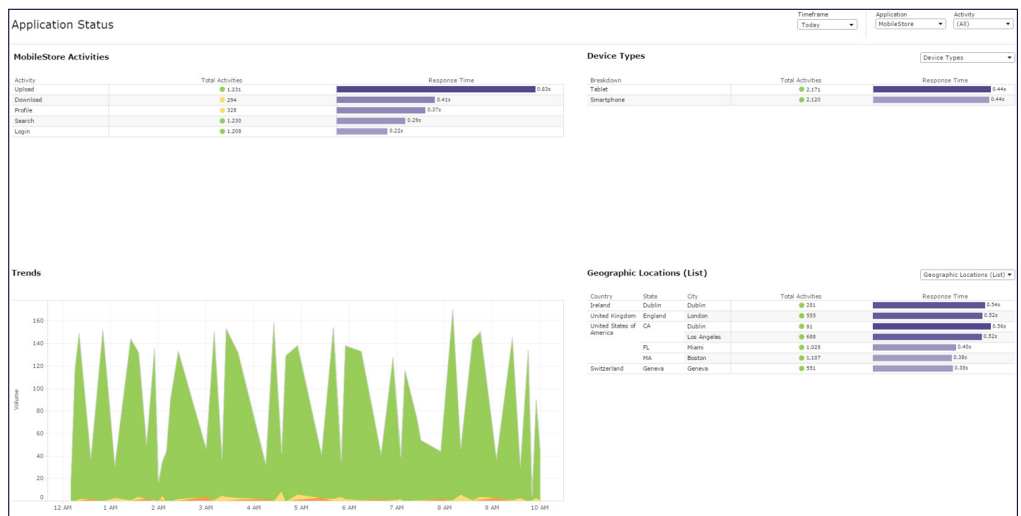 Application Status
Timeframe Application Activity
Today MobileStore (All)
MobileStore Activities
Activity Total Activities Response Time
Upload 1.231 0.83s
Download 294 0.41s
Profile 328 0.37s
Search 1.230 0.29s
Login 1.208 0.22s
Device Types
Device Types
Breakdown Total Activities Response Time
Tablet 2.171 0.44s
Smartphone 2.120 0.44s
Trends
Volume
160
140
120
100
80
60
40
20
0
12 AM 1 AM 2 AM 3 AM 4 AM 5 AM 6 AM 7 AM 8 AM 9 AM 10 AM
Geographic Locations (List)
Geographic Locations (List)
Country State City Total Activities Response Time
Ireland Dublin Dublin 281 0.54s
United Kingdom England London 555 0.52s
United States of America CA Dublin 81 0.56s
Los Angeles 688 0.52s
FL Miami 1.028 0.40s
MA Boston 1.107 0.38s
Switzerland Geneva Geneva 551 0.38s